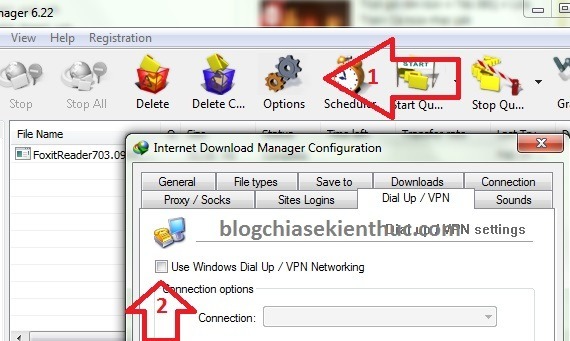 nager 6.22
View Help Registration
1
START
Stop Stop All Delete Delete C... Options Scheduler Start Qu... Stop Qu... Gr
File Name
FoxitReader703.09
Internet Download Manager Configuration
General File types Save to Downloads Connection
Proxy / Socks Sites Logins Dial Up / VPN Sounds
blogchiasekienthuc.com
Dial up / VPN settings
Use Windows Dial Up / VPN Networking
2
Connection options
Connection: